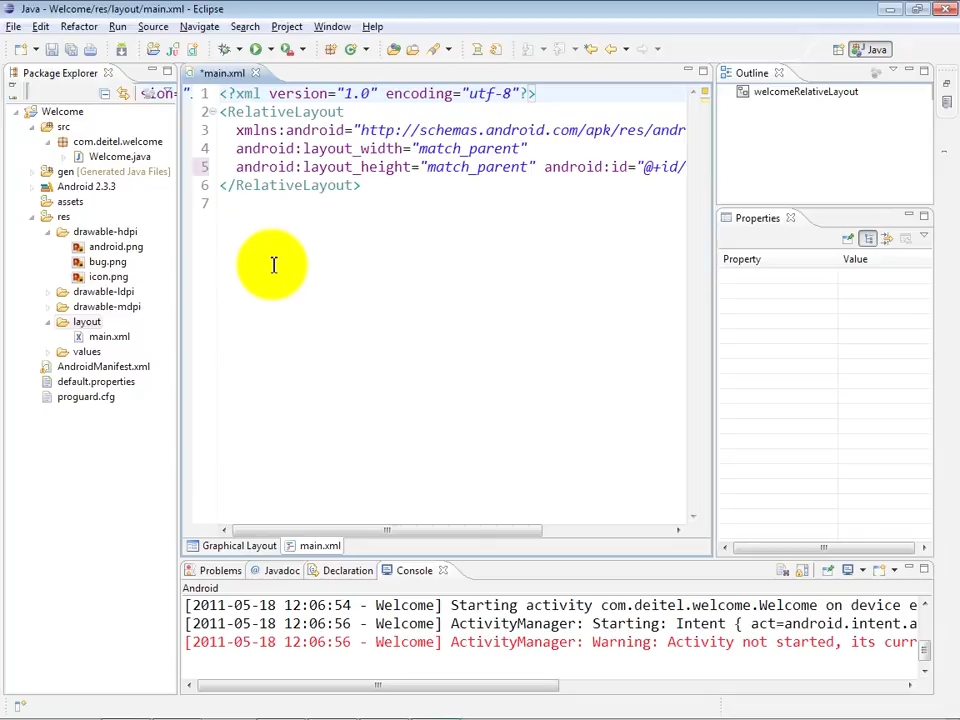 Java - Welcome/res/layout/main.xml - Eclipse
File Edit Refactor Run Source Navigate Search Project Window Help
Java
Package Explorer
Welcome
src
com.deitel.welcome
Welcome.java
gen [Generated Java Files]
Android 2.3.3
assets
res
drawable-hdpi
android.png
bug.png
icon.png
drawable-ldpi
drawable-mdpi
layout
main.xml
values
AndroidManifest.xml
default.properties
proguard.cfg
*main.xml
1 <?xml version="1.0" encoding="utf-8"?>
2 <RelativeLayout
3 xmlns:android="http://schemas.android.com/apk/res/andr
4 android:layout_width="match_parent"
5 android:layout_height="match_parent" android:id="@+id/
6 </RelativeLayout>
7
Graphical Layout main.xml
Outline
welcomeRelativeLayout
Properties
Property Value
Problems Javadoc Declaration Console
Android
[2011-05-18 12:06:54 - Welcome] Starting activity com.deitel.welcome.Welcome on device e
[2011-05-18 12:06:56 - Welcome] ActivityManager: Starting: Intent { act=android.intent.a
[2011-05-18 12:06:56 - Welcome] ActivityManager: Warning: Activity not started, its curr